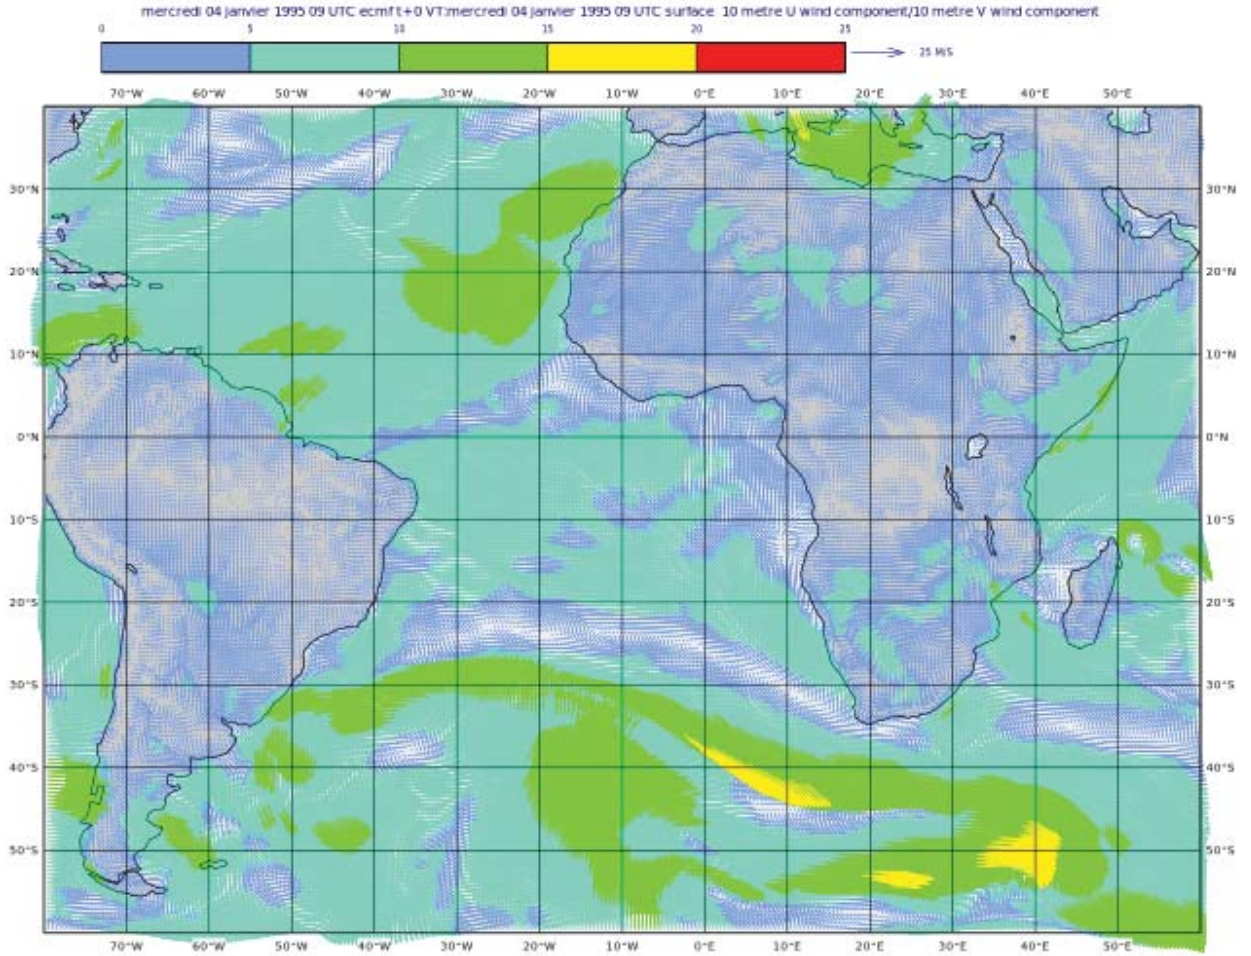 mercredi 04 janvier 1995 09 UTC ecmf t+0 VT:mercredi 04 janvier 1995 09 UTC surface 10 metre U wind component/10 metre V wind component
0 5 10 15 20 25
25 M/S
70°W 60°W 50°W 40°W 30°W 20°W 10°W 0°E 10°E 20°E 30°E 40°E 50°E
30°N 30°N
20°N 20°N
10°N 10°N
0°N 0°N
10°S 10°S
20°S 20°S
30°S 30°S
40°S 40°S
50°S 50°S
70°W 60°W 50°W 40°W 30°W 20°W 10°W 0°E 10°E 20°E 30°E 40°E 50°E